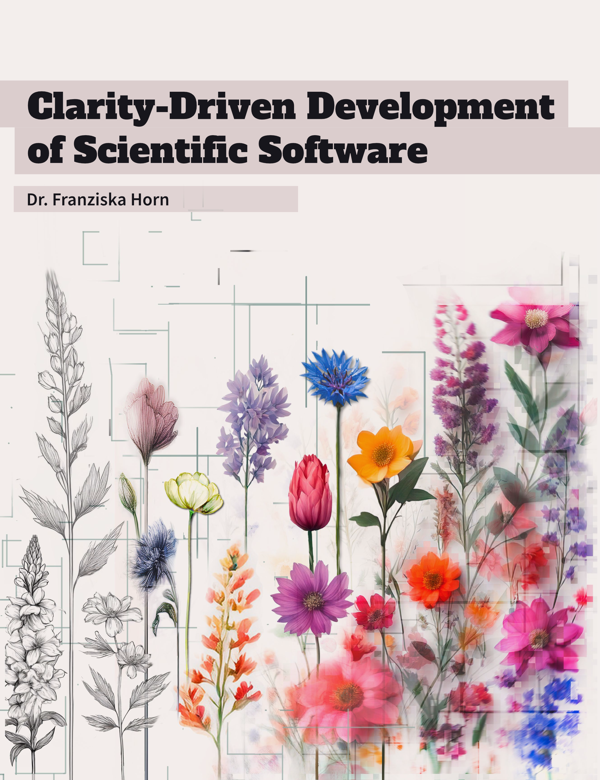 Clarity-Driven Development
of Scientific Software
Dr. Franziska Horn